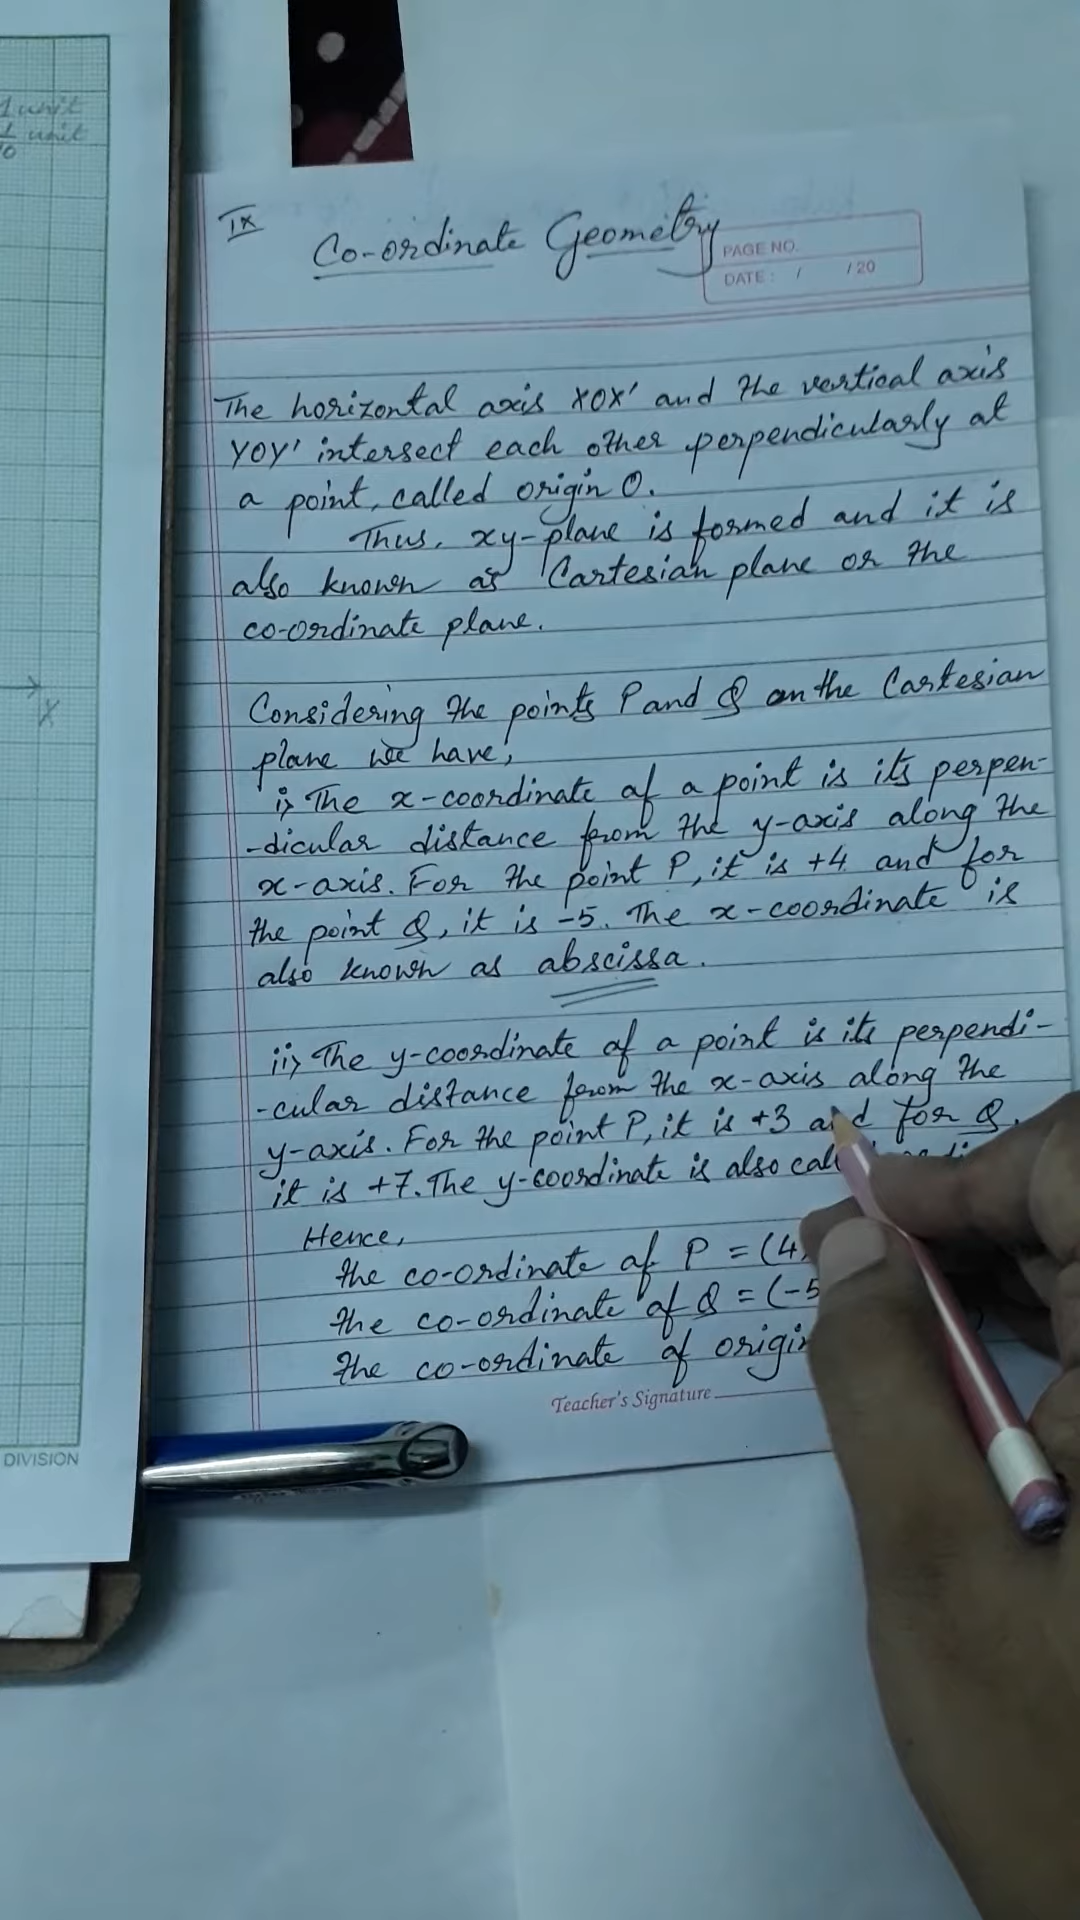 1 unit
1/10 unit
IX
Co-ordinate Geometry
PAGE NO.
DATE : / / 20
The horizontal axis XOX' and the vertical axis
YOY' intersect each other perpendicularly at
a point, called origin O.
Thus, xy-plane is formed and it is
also known as Cartesian plane or the
co-ordinate plane.
X
Considering the points P and Q on the Cartesian
plane we have,
i) The x-coordinate of a point is its perpen-
-dicular distance from the y-axis along the
x-axis. For the point P, it is +4 and for
the point Q, it is -5. The x-coordinate is
also known as abscissa.
ii) The y-coordinate of a point is its perpendi-
-cular distance from the x-axis along the
y-axis. For the point P, it is +3 and for Q,
it is +7. The y-coordinate is also
Hence,
the co-ordinate of P = (4,
the co-ordinate of Q = (-5
the co-ordinate of origin
Teacher's Signature
DIVISION